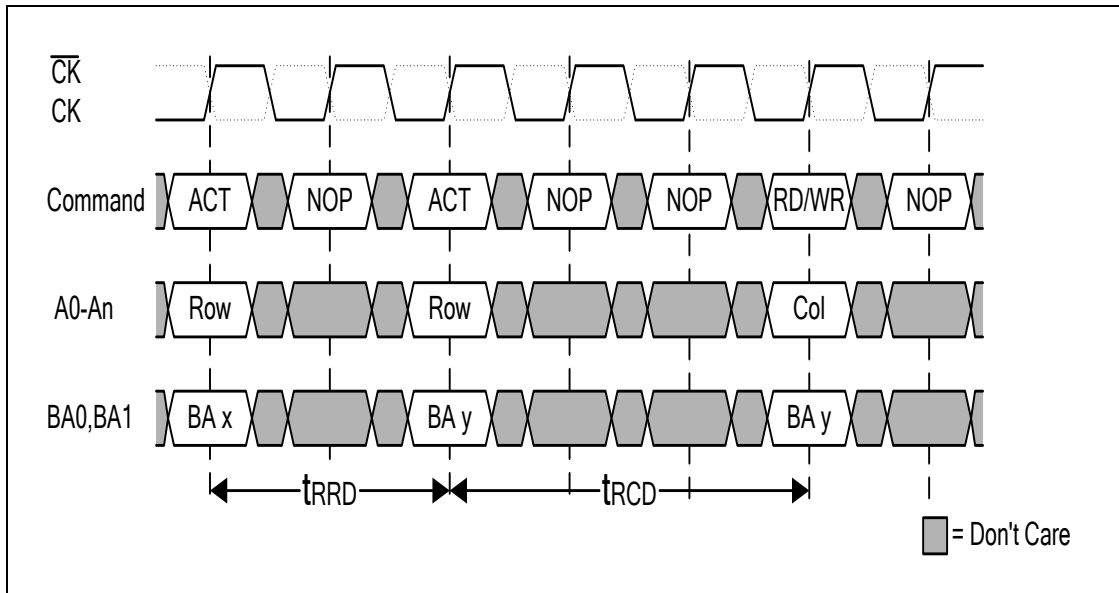 C̅K̅
CK
Command ACT NOP ACT NOP NOP RD/WR NOP
A0-An Row Row Col
BA0,BA1 BA x BA y BA y
tRRD tRCD
= Don't Care